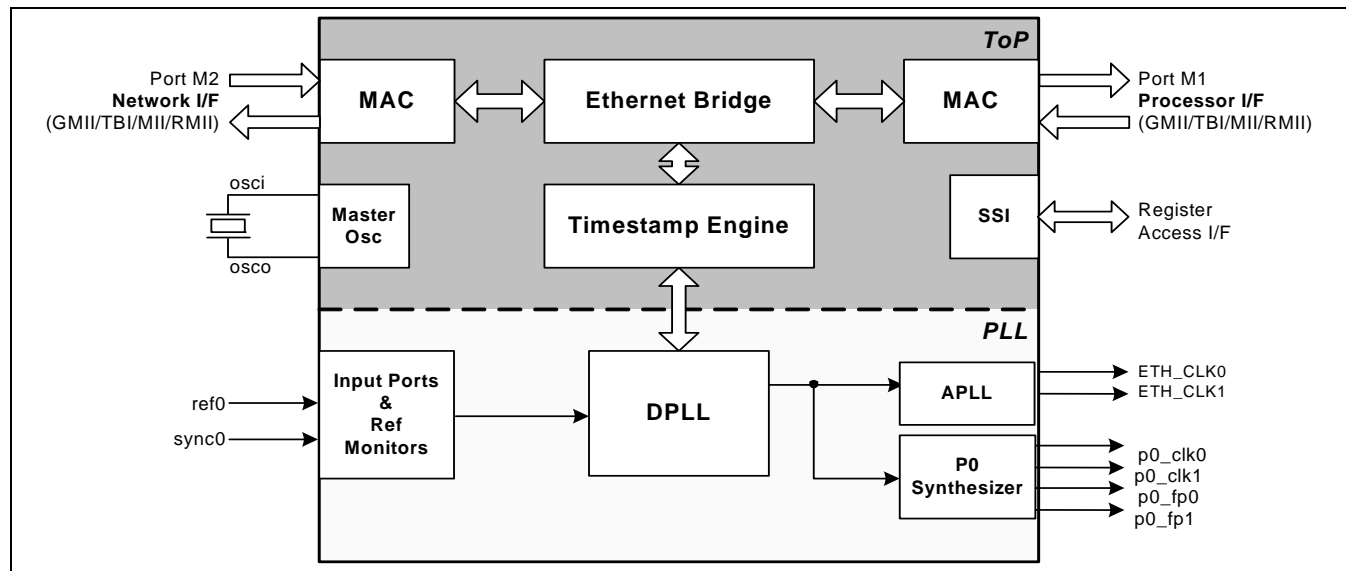 ToP
Port M2
Network I/F
(GMII/TBI/MII/RMII)
MAC
Ethernet Bridge
MAC
Port M1
Processor I/F
(GMII/TBI/MII/RMII)
osci
osco
Master
Osc
Timestamp Engine
SSI
Register
Access I/F
PLL
ref0
sync0
Input Ports
&
Ref
Monitors
DPLL
APLL
ETH_CLK0
ETH_CLK1
P0
Synthesizer
p0_clk0
p0_clk1
p0_fp0
p0_fp1